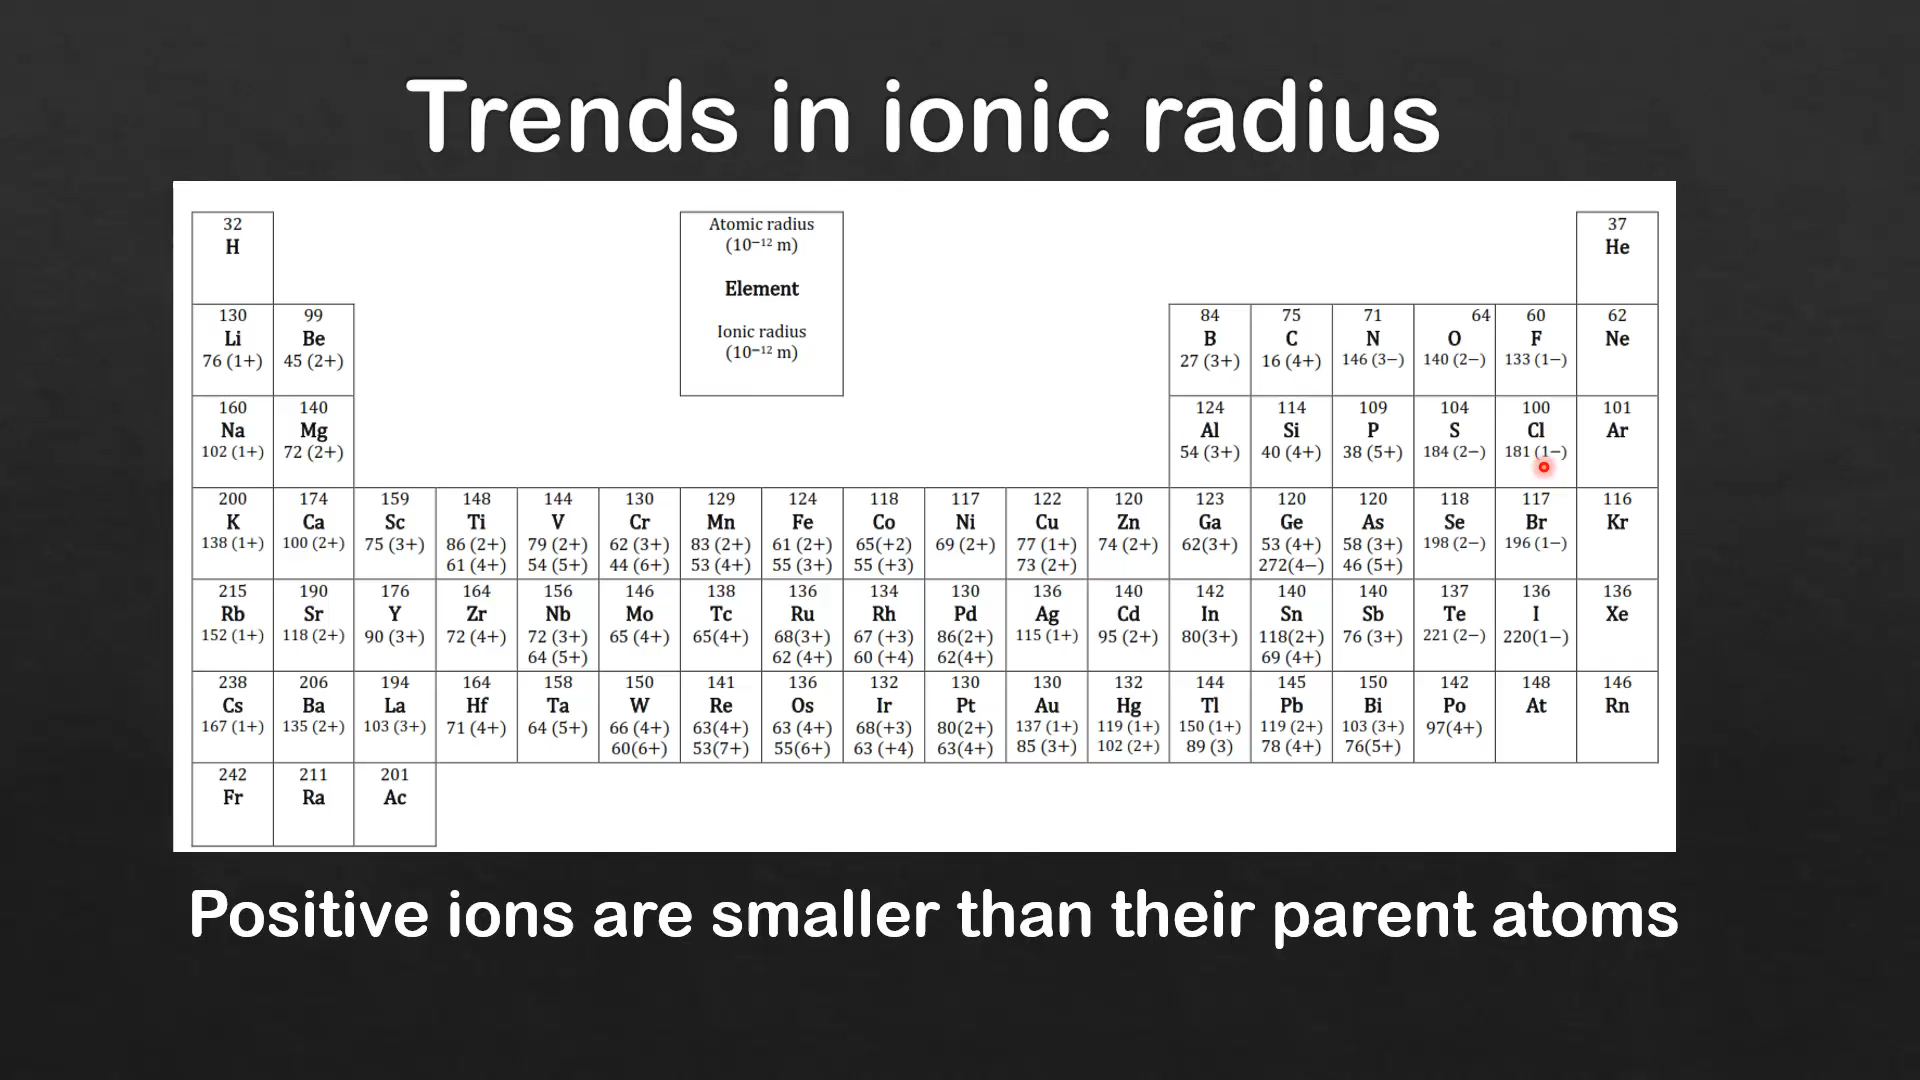 Trends in ionic radius
32 Atomic radius 37
H (10⁻¹² m) He
Element
130 99 Ionic radius 84 75 71 64 60 62
Li Be (10⁻¹² m) B C N O F Ne
76 (1+) 45 (2+) 27 (3+) 16 (4+) 146 (3−) 140 (2−) 133 (1−)
160 140 124 114 109 104 100 101
Na Mg Al Si P S Cl Ar
102 (1+) 72 (2+) 54 (3+) 40 (4+) 38 (5+) 184 (2−) 181 (1−)
200 174 159 148 144 130 129 124 118 117 122 120 123 120 120 118 117 116
K Ca Sc Ti V Cr Mn Fe Co Ni Cu Zn Ga Ge As Se Br Kr
138 (1+) 100 (2+) 75 (3+) 86 (2+) 79 (2+) 62 (3+) 83 (2+) 61 (2+) 65(+2) 69 (2+) 77 (1+) 74 (2+) 62(3+) 53 (4+) 58 (3+) 198 (2−) 196 (1−)
61 (4+) 54 (5+) 44 (6+) 53 (4+) 55 (3+) 55 (+3) 73 (2+) 272(4−) 46 (5+)
215 190 176 164 156 146 138 136 134 130 136 140 142 140 140 137 136 136
Rb Sr Y Zr Nb Mo Tc Ru Rh Pd Ag Cd In Sn Sb Te I Xe
152 (1+) 118 (2+) 90 (3+) 72 (4+) 72 (3+) 65 (4+) 65(4+) 68(3+) 67 (+3) 86(2+) 115 (1+) 95 (2+) 80(3+) 118(2+) 76 (3+) 221 (2−) 220(1−)
64 (5+) 62 (4+) 60 (+4) 62(4+) 69 (4+)
238 206 194 164 158 150 141 136 132 130 130 132 144 145 150 142 148 146
Cs Ba La Hf Ta W Re Os Ir Pt Au Hg Tl Pb Bi Po At Rn
167 (1+) 135 (2+) 103 (3+) 71 (4+) 64 (5+) 66 (4+) 63(4+) 63 (4+) 68(+3) 80(2+) 137 (1+) 119 (1+) 150 (1+) 119 (2+) 103 (3+) 97(4+)
60(6+) 53(7+) 55(6+) 63 (+4) 63(4+) 85 (3+) 102 (2+) 89 (3) 78 (4+) 76(5+)
242 211 201
Fr Ra Ac
Positive ions are smaller than their parent atoms